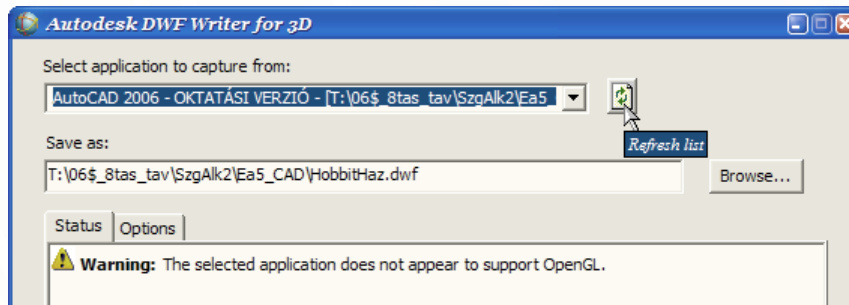 Autodesk DWF Writer for 3D
Select application to capture from:
AutoCAD 2006 - OKTATÁSI VERZIÓ - [T:\06$_8tas_tav\SzgAlk2\Ea5_
Refresh list
Save as:
T:\06$_8tas_tav\SzgAlk2\Ea5_CAD\HobbitHaz.dwf
Browse...
Status Options
Warning: The selected application does not appear to support OpenGL.